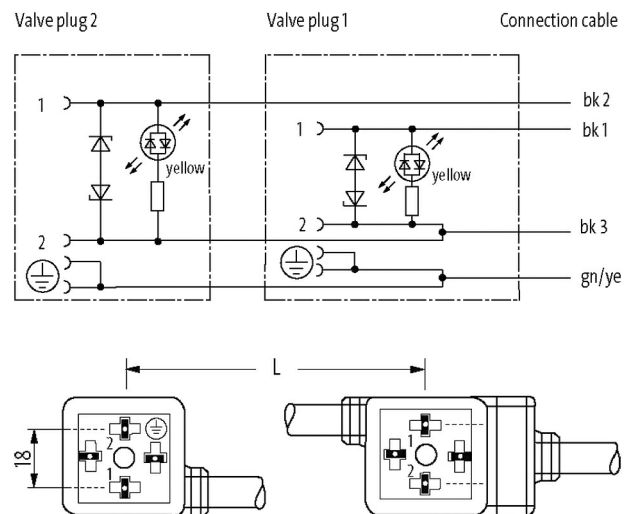 Valve plug 2
Valve plug 1
Connection cable
1
bk 2
1
bk 1
yellow
yellow
2
bk 3
2
gn/ye
L
18
2
1
1
2